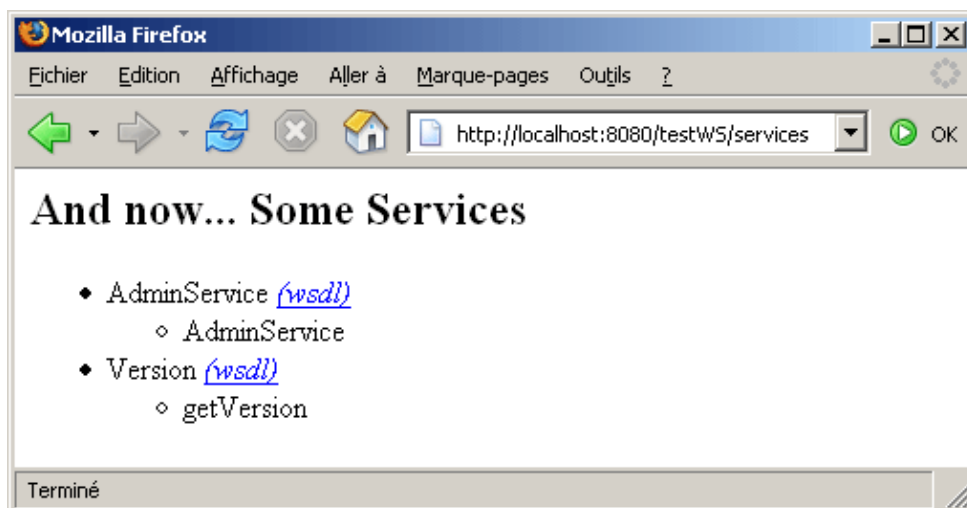 Mozilla Firefox
Fichier Edition Affichage Aller à Marque-pages Outils ?
http://localhost:8080/testWS/services OK
And now... Some Services
AdminService (wsdl)
AdminService
Version (wsdl)
getVersion
Terminé